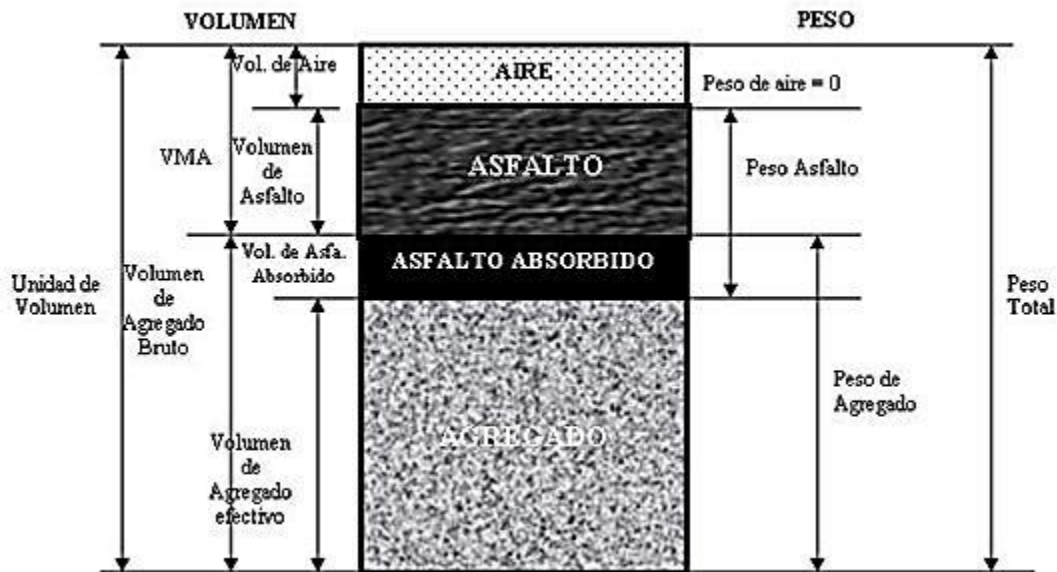 VOLUMEN
PESO
Vol. de Aire
AIRE
Peso de aire = 0
VMA
Volumen
de
Asfalto
ASFALTO
Peso Asfalto
Vol. de Asfa.
Absorbido
ASFALTO ABSORBIDO
Unidad de
Volumen
Volumen
de
Agregado
Bruto
Peso
Total
Volumen
de
Agregado
efectivo
AGREGADO
Peso de
Agregado